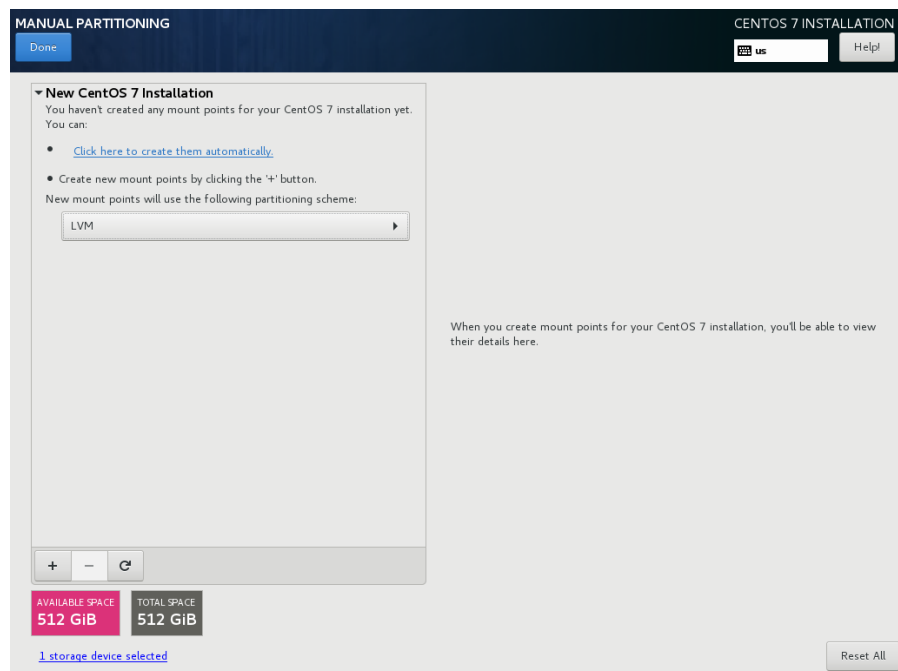 MANUAL PARTITIONING
CENTOS 7 INSTALLATION
Done
us
Help!
New CentOS 7 Installation
You haven't created any mount points for your CentOS 7 installation yet.
You can:
Click here to create them automatically.
Create new mount points by clicking the '+' button.
New mount points will use the following partitioning scheme:
LVM
When you create mount points for your CentOS 7 installation, you'll be able to view
their details here.
+
−
AVAILABLE SPACE
512 GiB
TOTAL SPACE
512 GiB
1 storage device selected
Reset All